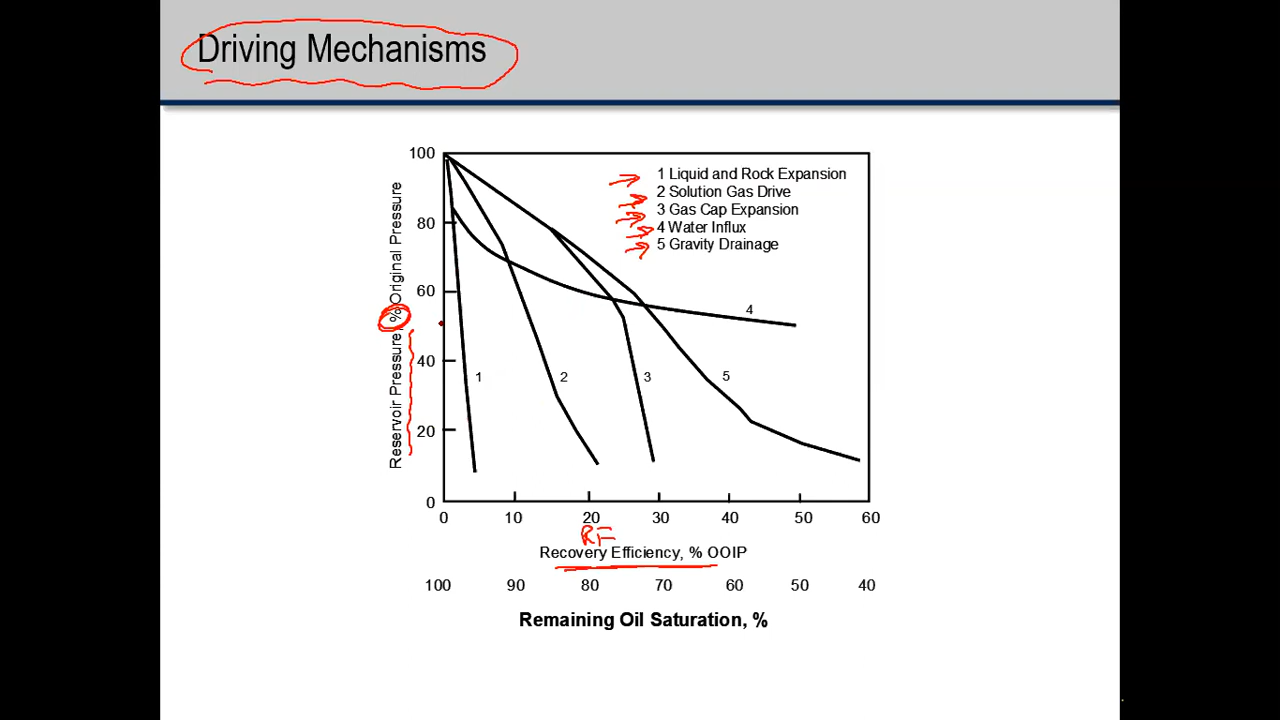 Driving Mechanisms
Reservoir Pressure, % Original Pressure
100
80
60
40
20
0
1 Liquid and Rock Expansion
2 Solution Gas Drive
3 Gas Cap Expansion
4 Water Influx
5 Gravity Drainage
4
1 2 3 5
0 10 20 30 40 50 60
RF
Recovery Efficiency, % OOIP
100 90 80 70 60 50 40
Remaining Oil Saturation, %